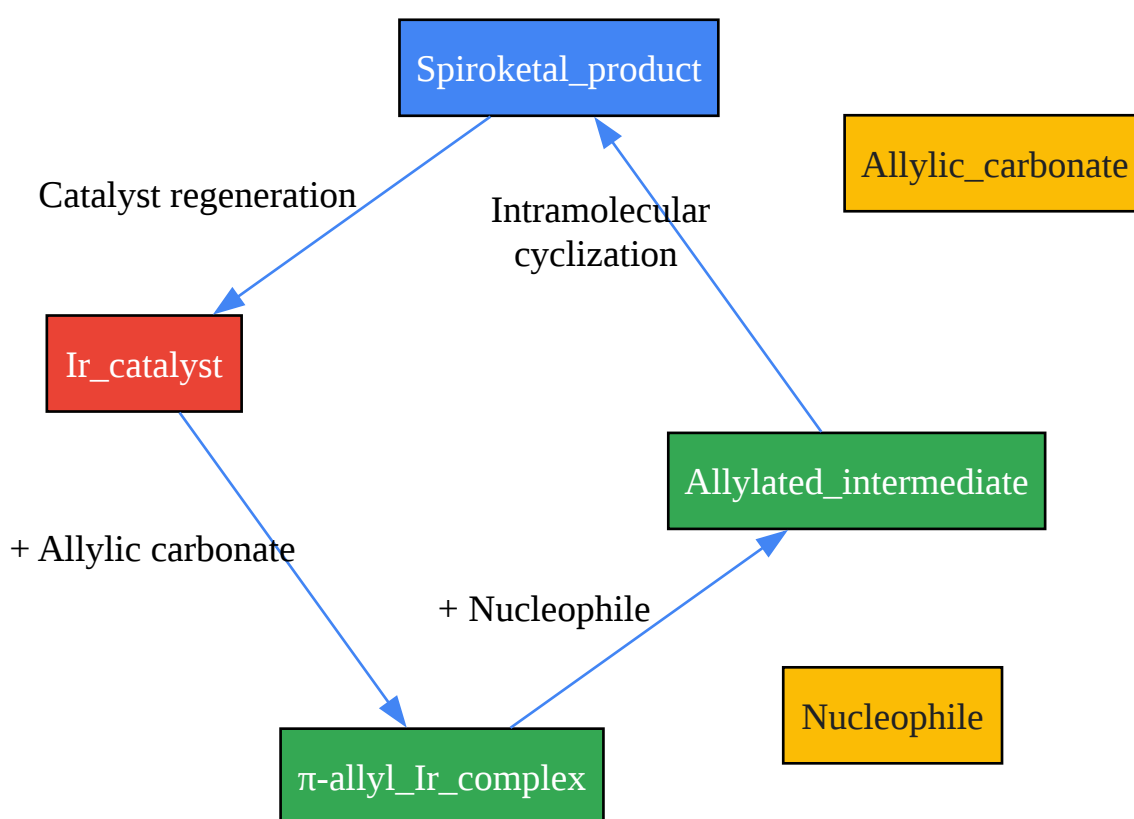 Spiroketal_product
Allylic_carbonate
Catalyst regeneration
Intramolecular
cyclization
Ir_catalyst
Allylated_intermediate
+ Allylic carbonate
+ Nucleophile
Nucleophile
π-allyl_Ir_complex